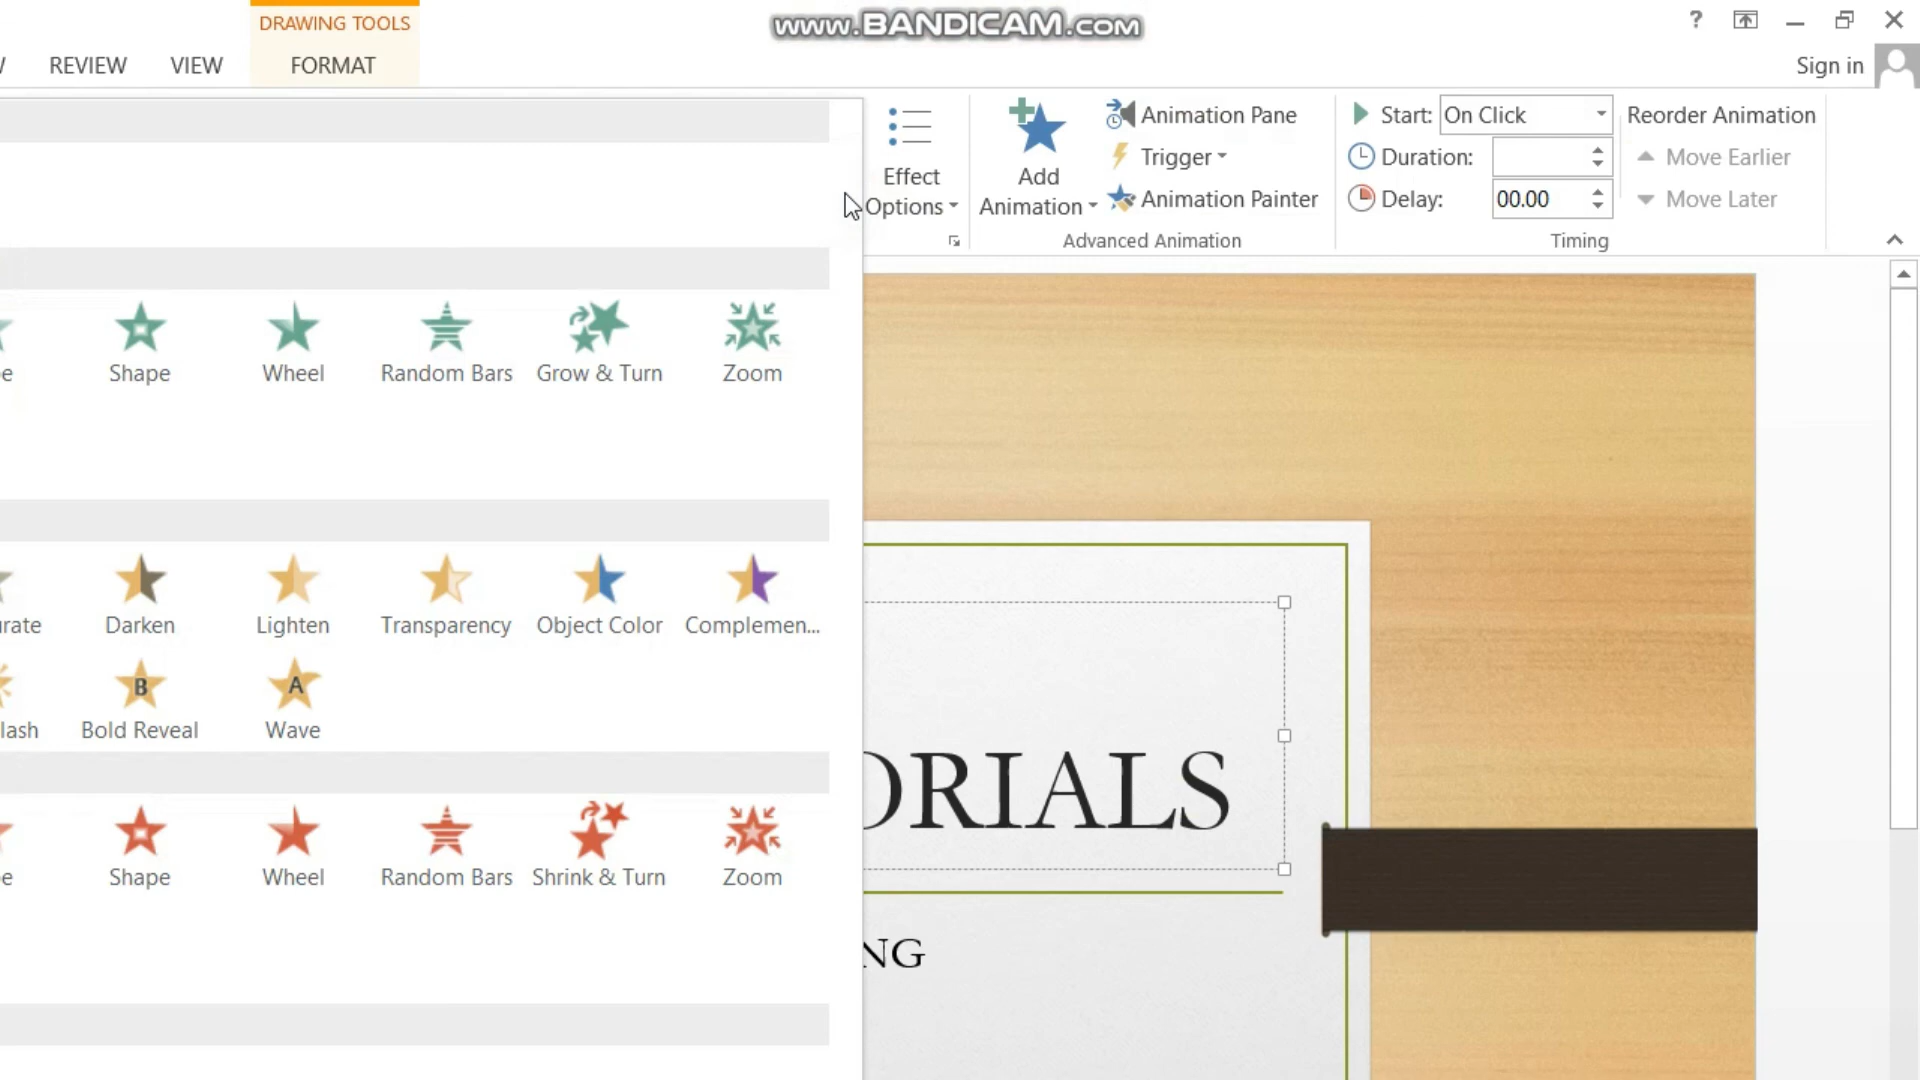 DRAWING TOOLS
www.BANDICAM.com
?
Sign in
REVIEW VIEW FORMAT
Effect Options
Add Animation
Animation Pane
Trigger
Animation Painter
Advanced Animation
Start: On Click
Duration:
Delay: 00.00
Reorder Animation
Move Earlier
Move Later
Timing
Shape Wheel Random Bars Grow & Turn Zoom
Darken Lighten Transparency Object Color Complemen...
B A
Bold Reveal Wave
Shape Wheel Random Bars Shrink & Turn Zoom
ORIALS
NG